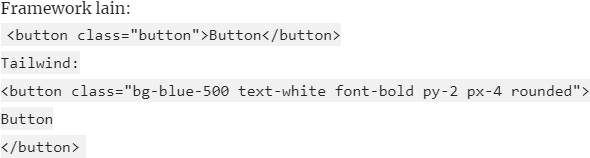 Framework lain:
<button class="button">Button</button>
Tailwind:
<button class="bg-blue-500 text-white font-bold py-2 px-4 rounded">
Button
</button>